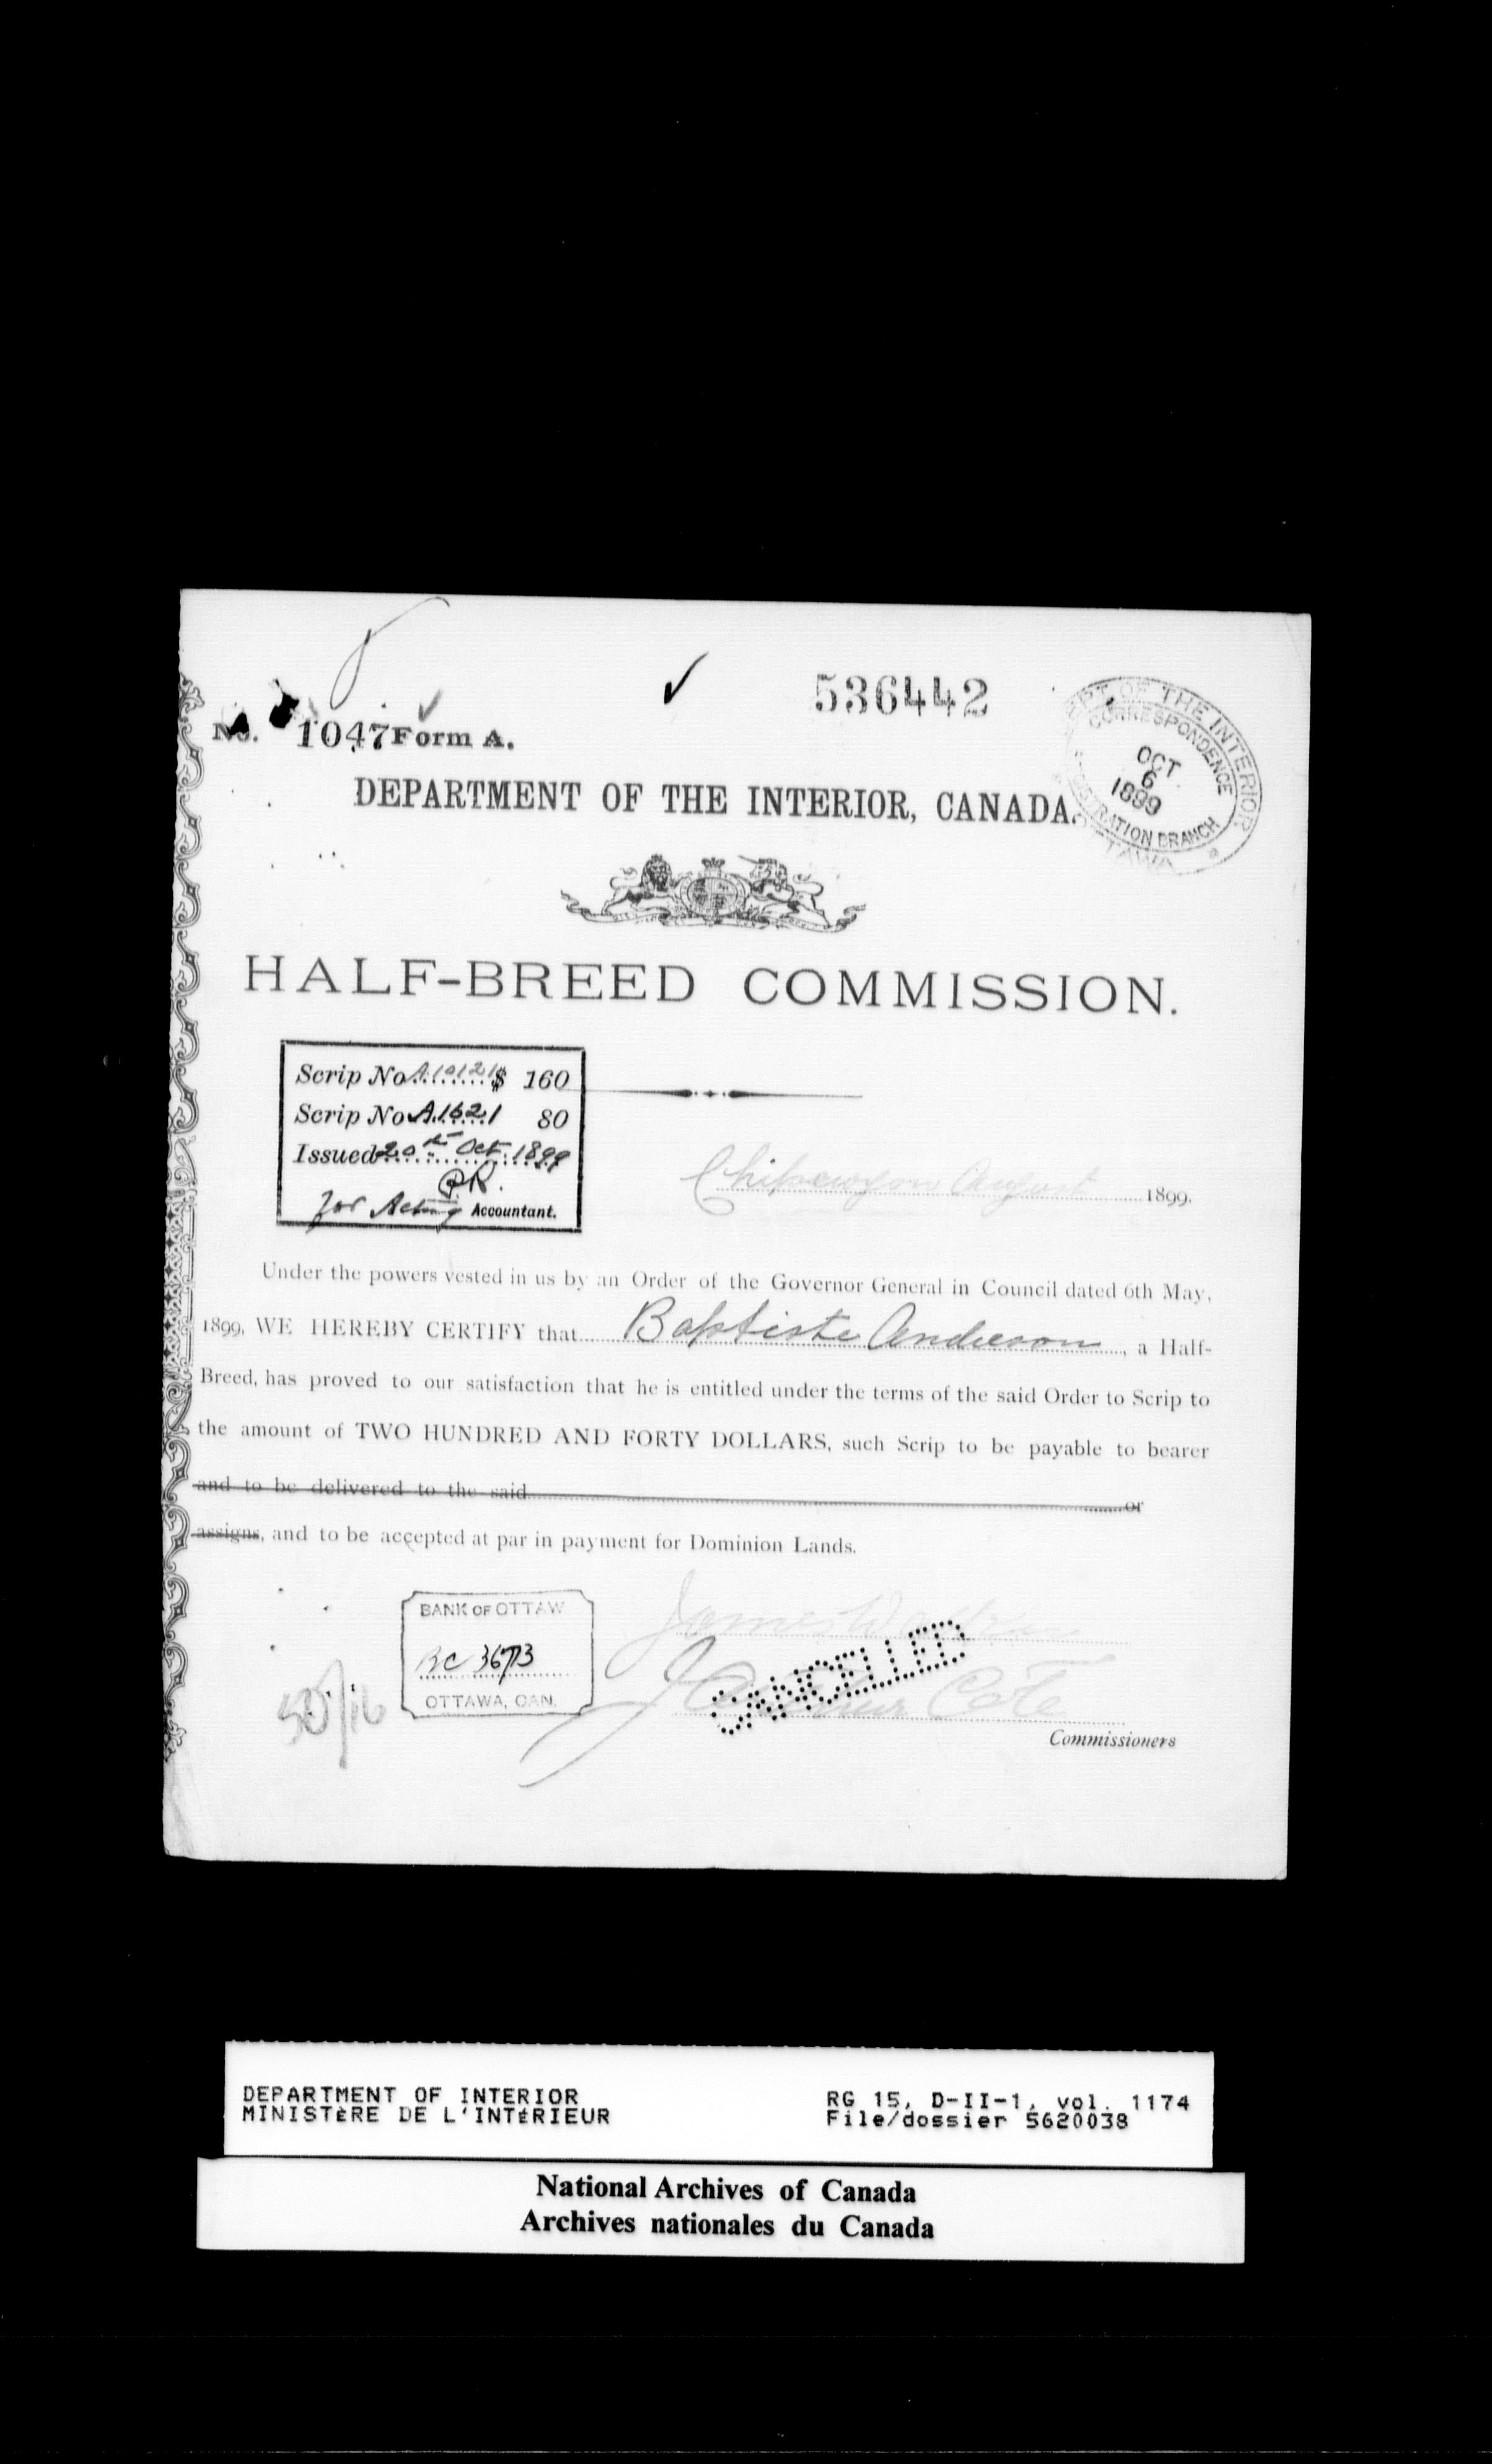 536442
No. 1047 Form A.
DEPT OF THE INTERIOR
CORRESPONDENCE
OCT
6
1899
REGISTRATION BRANCH
OTTAWA
DEPARTMENT OF THE INTERIOR, CANADA.
HALF-BREED COMMISSION.
Scrip No A10121 $ 160
Scrip No A1621 80
Issued 20th Oct. 1899
P.R.
for Acting Accountant.
Chipewyan August 1899.
Under the powers vested in us by an Order of the Governor General in Council dated 6th May,
1899, WE HEREBY CERTIFY that Baptiste Anderson, a Half-
Breed, has proved to our satisfaction that he is entitled under the terms of the said Order to Scrip to
the amount of TWO HUNDRED AND FORTY DOLLARS, such Scrip to be payable to bearer
and to be delivered to the said or
assigns, and to be accepted at par in payment for Dominion Lands.
BANK OF OTTAW
BC 3673
OTTAWA, CAN.
James Walker
CANCELLED
J Arthur Coté
Commissioners
DEPARTMENT OF INTERIOR
MINISTÈRE DE L'INTÉRIEUR
RG 15, D-II-1, vol. 1174
File/dossier 5620038
National Archives of Canada
Archives nationales du Canada